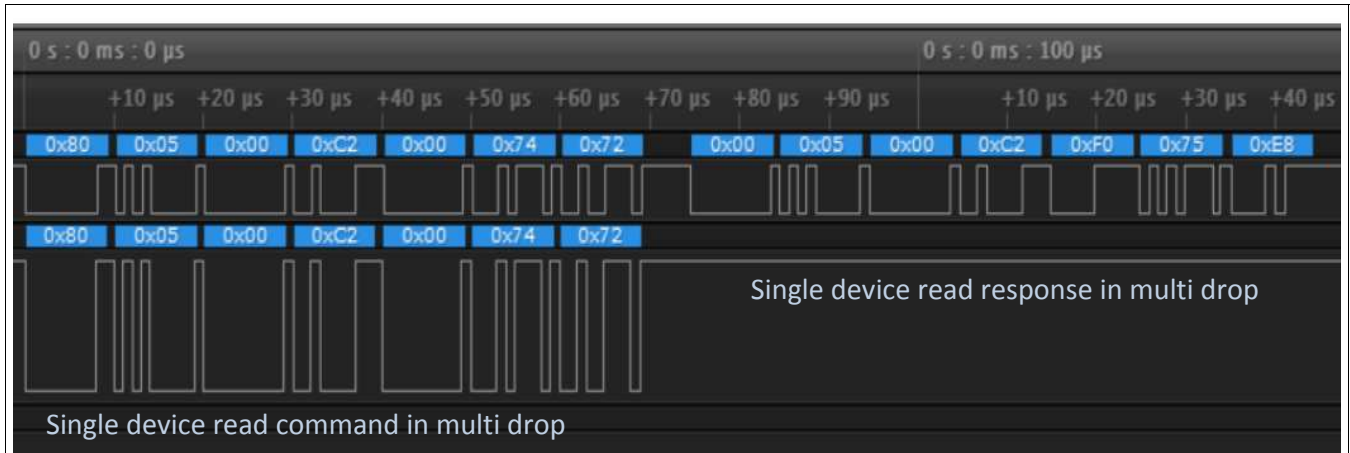 0 s : 0 ms : 0 µs 0 s : 0 ms : 100 µs
+10 µs +20 µs +30 µs +40 µs +50 µs +60 µs +70 µs +80 µs +90 µs +10 µs +20 µs +30 µs +40 µs
0x80 0x05 0x00 0xC2 0x00 0x74 0x72 0x00 0x05 0x00 0xC2 0xF0 0x75 0xE8
0x80 0x05 0x00 0xC2 0x00 0x74 0x72
Single device read response in multi drop
Single device read command in multi drop